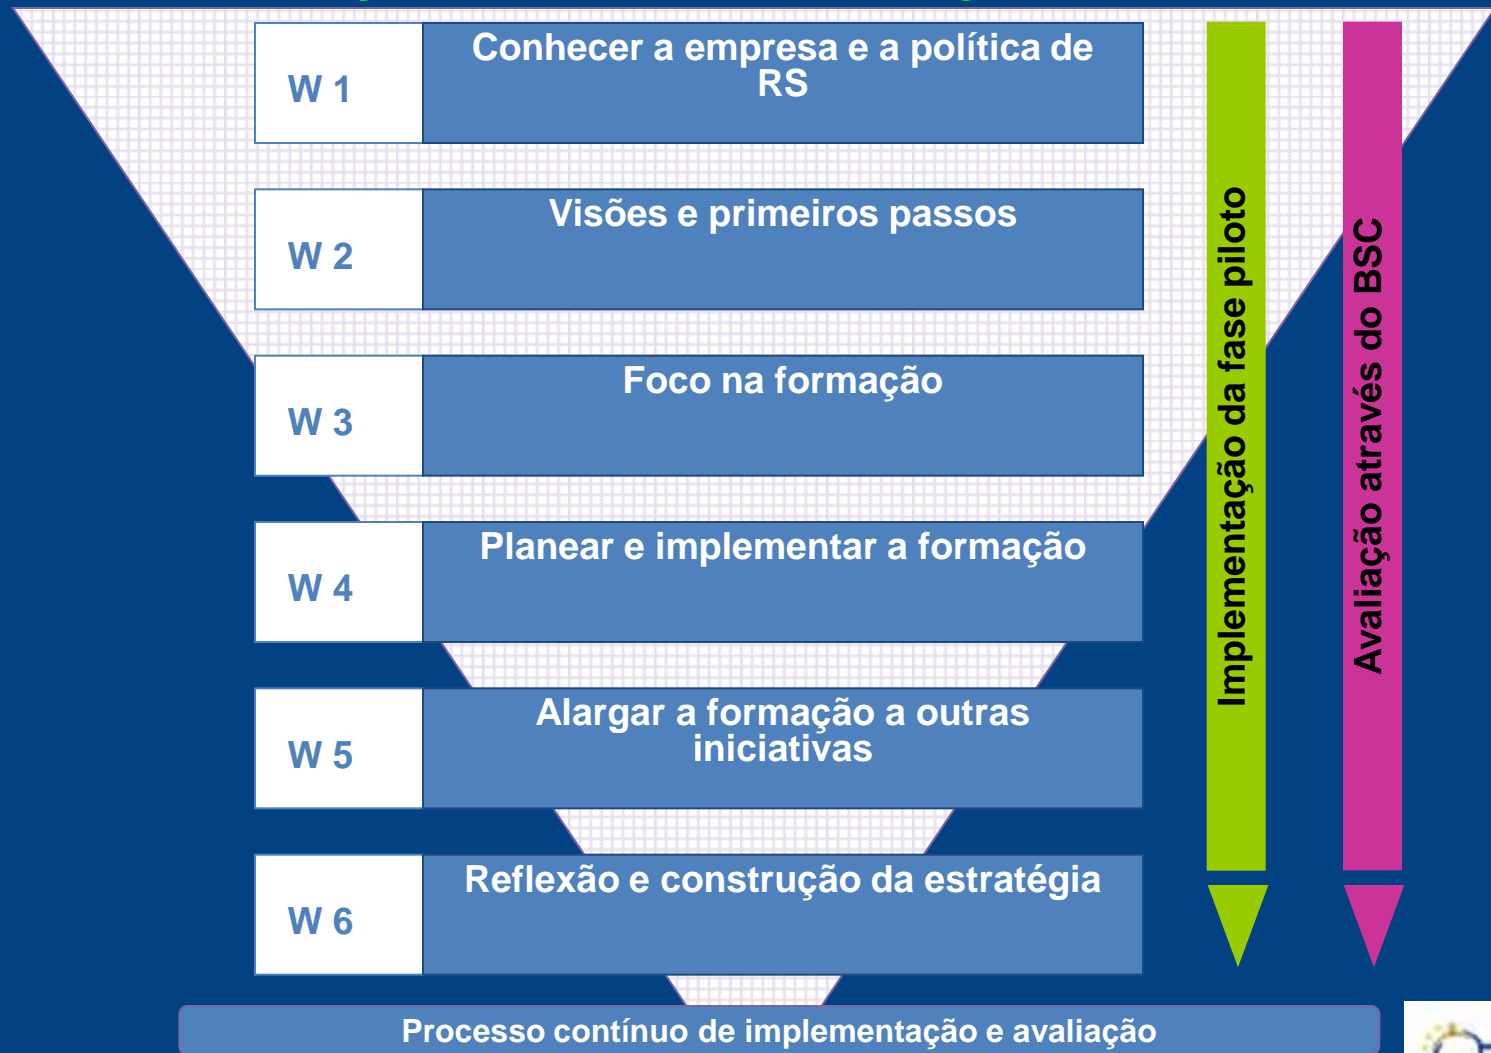 W 1
Conhecer a empresa e a política de
RS
W 2
Visões e primeiros passos
W 3
Foco na formação
W 4
Planear e implementar a formação
W 5
Alargar a formação a outras
iniciativas
W 6
Reflexão e construção da estratégia
Implementação da fase piloto
Avaliação através do BSC
Processo contínuo de implementação e avaliação